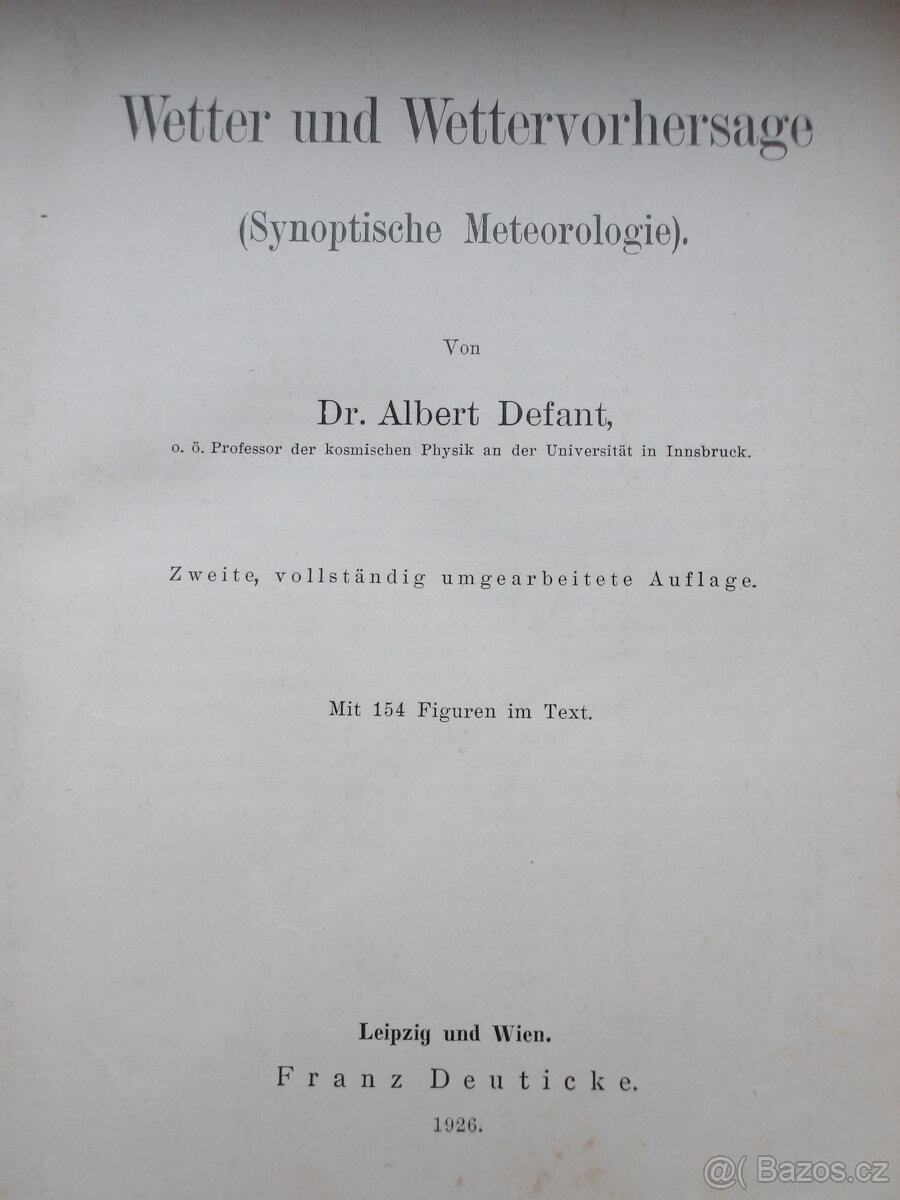 Wetter und Wettervorhersage
(Synoptische Meteorologie).
Von
Dr. Albert Defant,
o. ö. Professor der kosmischen Physik an der Universität in Innsbruck.
Zweite, vollständig umgearbeitete Auflage.
Mit 154 Figuren im Text.
Leipzig und Wien.
Franz Deuticke.
1926.
@( Bazos.cz